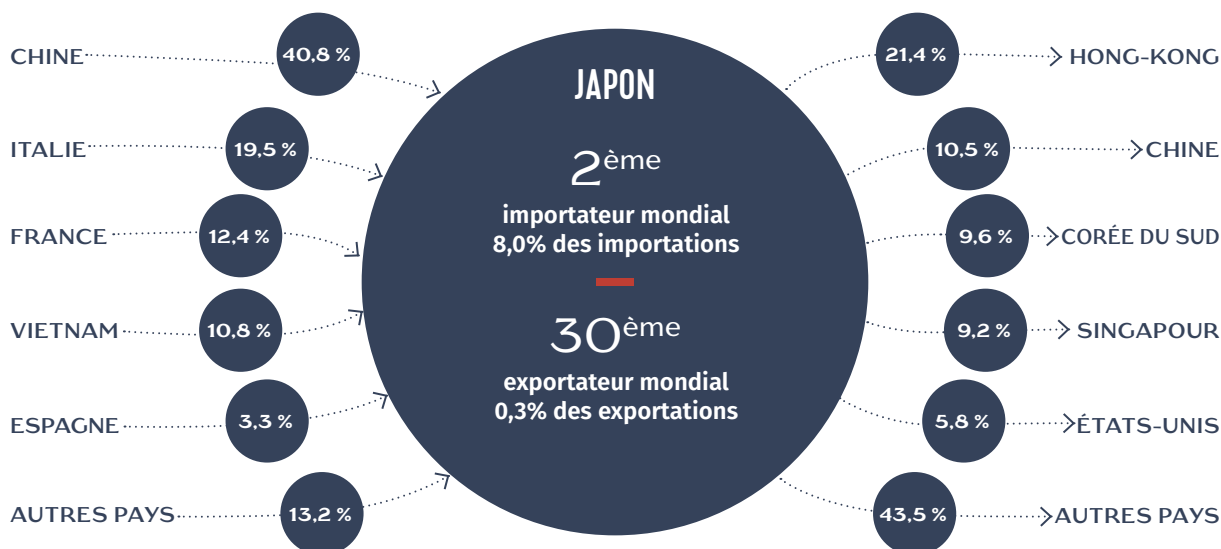 CHINE
40,8 %
ITALIE
19,5 %
FRANCE
12,4 %
VIETNAM
10,8 %
ESPAGNE
3,3 %
AUTRES PAYS
13,2 %
JAPON
2ème
importateur mondial
8,0% des importations
30ème
exportateur mondial
0,3% des exportations
21,4 %
HONG-KONG
10,5 %
CHINE
9,6 %
CORÉE DU SUD
9,2 %
SINGAPOUR
5,8 %
ÉTATS-UNIS
43,5 %
AUTRES PAYS